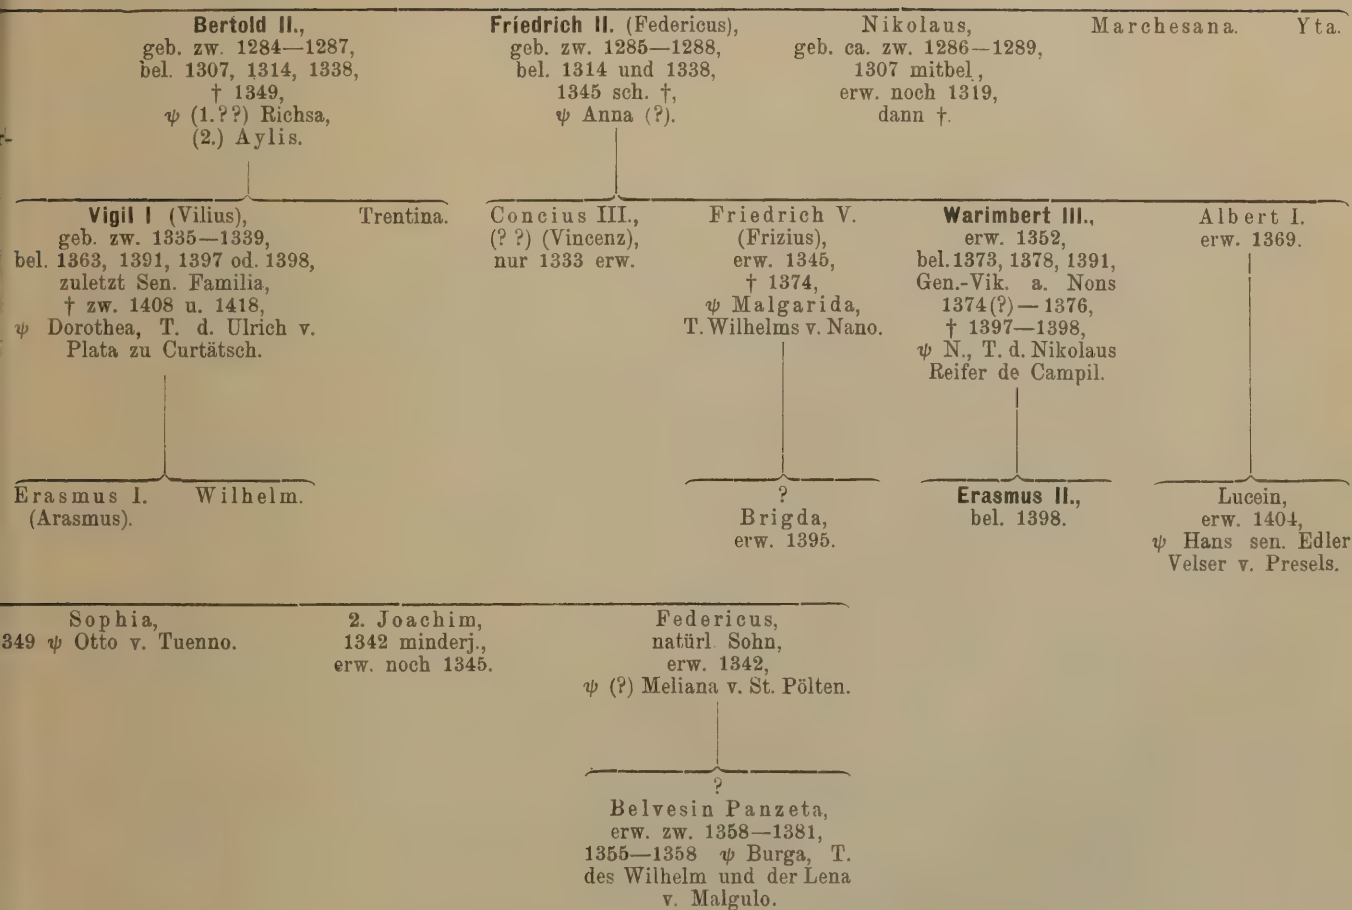 Bertold II.,
geb. zw. 1284—1287,
bel. 1307, 1314, 1338,
† 1349,
ψ (1.??) Richsa,
(2.) Aylis.
Friedrich II. (Federicus),
geb. zw. 1285—1288,
bel. 1314 und 1338,
1345 sch. †,
ψ Anna (?).
Nikolaus,
geb. ca. zw. 1286—1289,
1307 mitbel.,
erw. noch 1319,
dann †.
Marchesana.
Yta.
r-
Vigil I (Vilius),
geb. zw. 1335—1339,
bel. 1363, 1391, 1397 od. 1398,
zuletzt Sen. Familia,
† zw. 1408 u. 1418,
ψ Dorothea, T. d. Ulrich v.
Plata zu Curtätsch.
Trentina.
Concius III.,
(? ?) (Vincenz),
nur 1333 erw.
Friedrich V.
(Frizius),
erw. 1345,
† 1374,
ψ Malgarida,
T. Wilhelms v. Nano.
Warimbert III.,
erw. 1352,
bel. 1373, 1378, 1391,
Gen.-Vik. a. Nons
1374(?)—1376,
† 1397—1398,
ψ N., T. d. Nikolaus
Reifer de Campil.
Albert I.
erw. 1369.
Erasmus I.
(Arasmus).
Wilhelm.
?
Brigda,
erw. 1395.
Erasmus II.,
bel. 1398.
Lucein,
erw. 1404,
ψ Hans sen. Edler
Velser v. Presels.
Sophia,
349 ψ Otto v. Tuenno.
2. Joachim,
1342 minderj.,
erw. noch 1345.
Federicus,
natürl. Sohn,
erw. 1342,
ψ (?) Meliana v. St. Pölten.
?
Belvesin Panzeta,
erw. zw. 1358—1381,
1355—1358 ψ Burga, T.
des Wilhelm und der Lena
v. Malgulo.